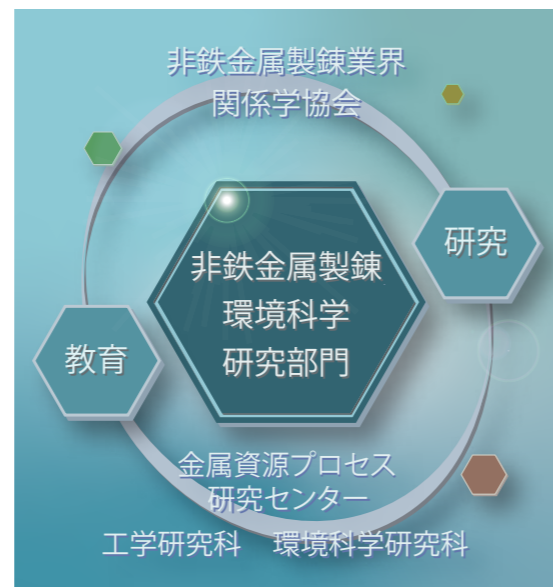 非鉄金属製錬業界
関係学協会
研究
非鉄金属製錬
環境科学
研究部門
教育
金属資源プロセス
研究センター
工学研究科　環境科学研究科